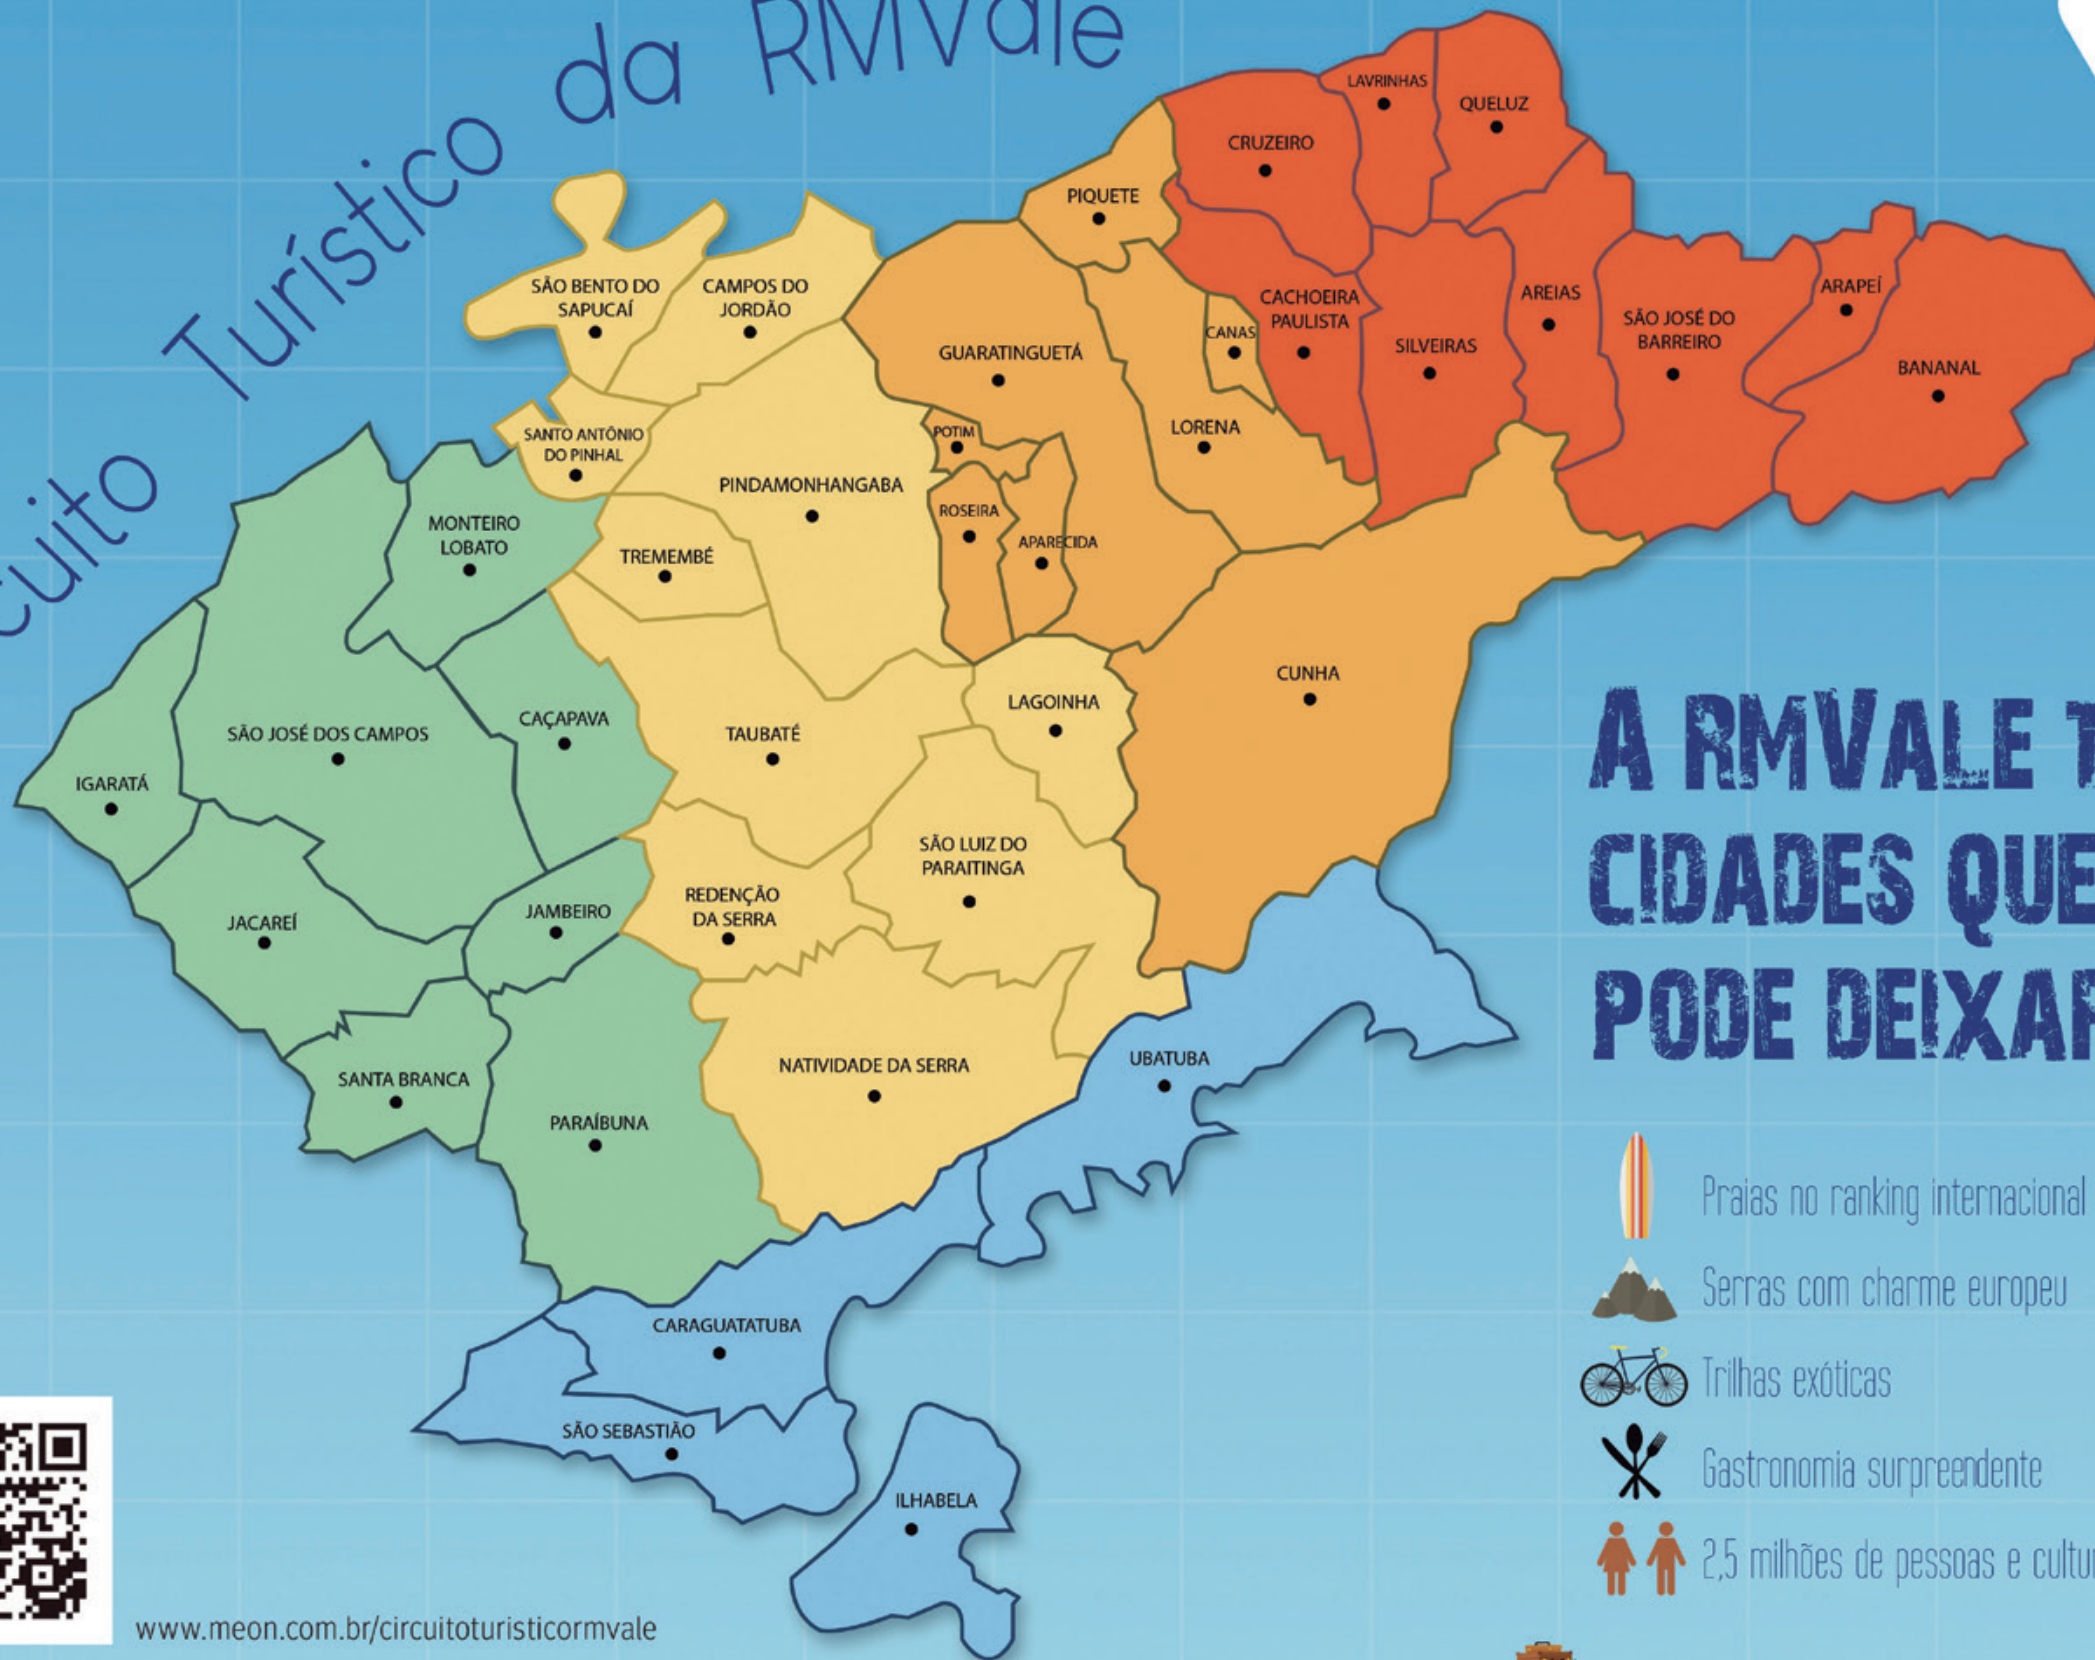 da RMVale
Turístico
cuito
LAVRINHAS
QUELUZ
CRUZEIRO
PIQUETE
SÃO BENTO DO
SAPUCAÍ
CAMPOS DO
JORDÃO
CACHOEIRA
PAULISTA
AREIAS
ARAPEÍ
SÃO JOSÉ DO
BARREIRO
CANAS
SILVEIRAS
GUARATINGUETÁ
BANANAL
LORENA
POTIM
SANTO ANTÔNIO
DO PINHAL
PINDAMONHANGABA
ROSEIRA
APARECIDA
MONTEIRO
LOBATO
TREMEMBÉ
CUNHA
LAGOINHA
CAÇAPAVA
TAUBATÉ
SÃO JOSÉ DOS CAMPOS
IGARATÁ
SÃO LUIZ DO
PARAITINGA
REDENÇÃO
DA SERRA
JAMBEIRO
JACAREÍ
NATIVIDADE DA SERRA
UBATUBA
SANTA BRANCA
PARAÍBUNA
CARAGUATATUBA
SÃO SEBASTIÃO
ILHABELA
A RMVALE T
CIDADES QUE
PODE DEIXAR
Praias no ranking internacional
Serras com charme europeu
Trilhas exóticas
Gastronomia surpreendente
2,5 milhões de pessoas e cultu
www.meon.com.br/circuitoturisticormvale